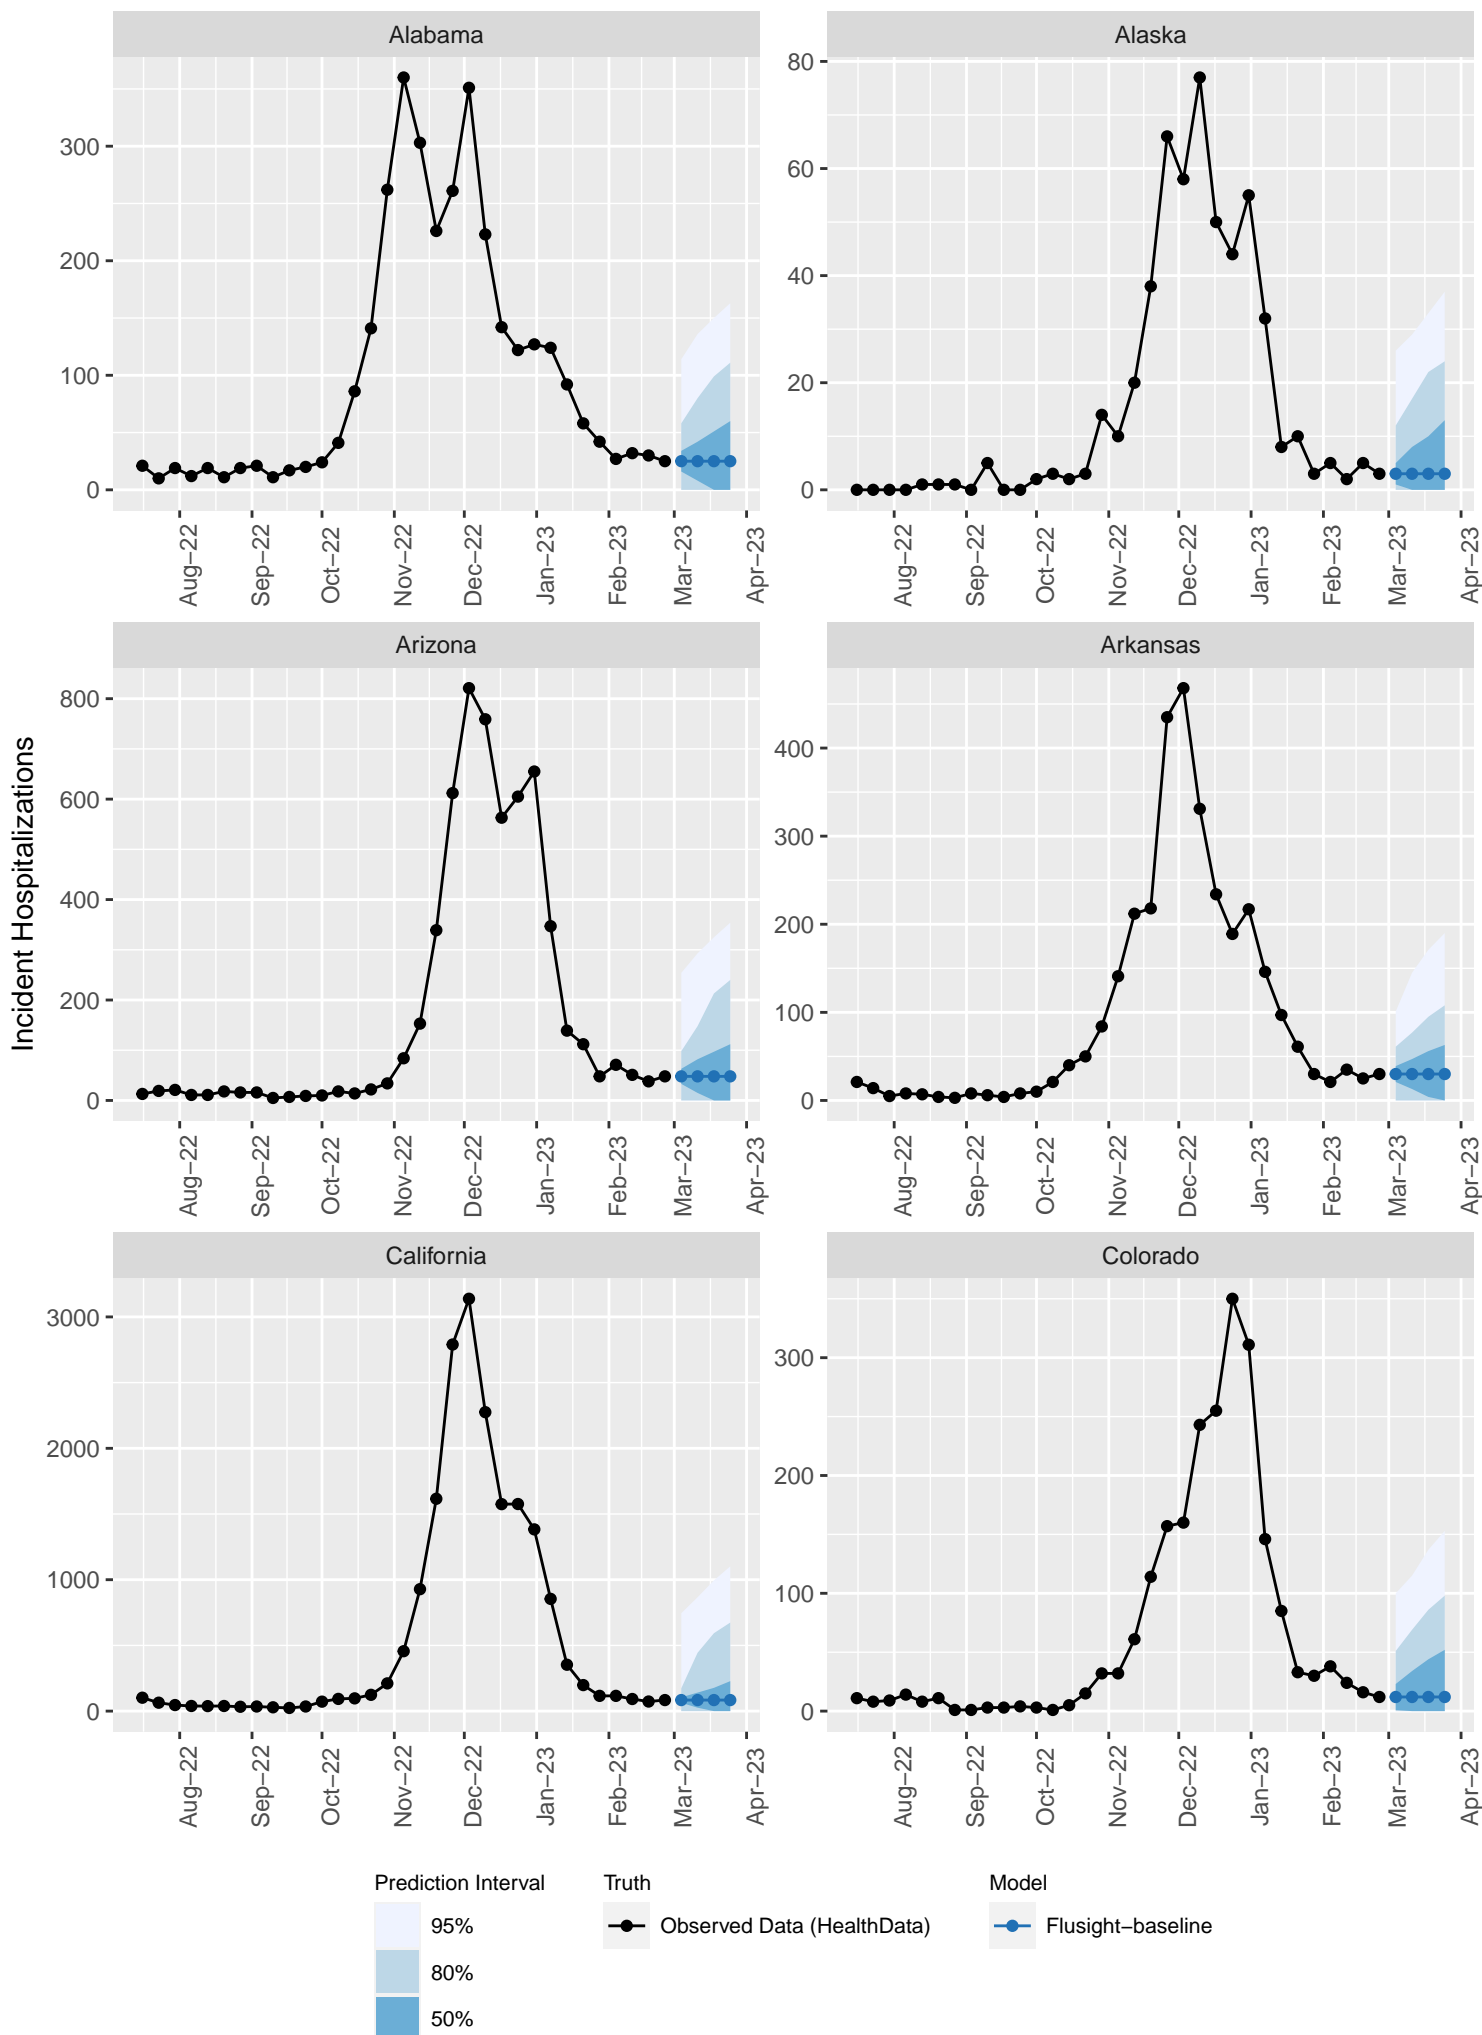 Alabama
Alaska
0
100
200
300
0
20
40
60
80
Aug−22
Sep−22
Oct−22
Nov−22
Dec−22
Jan−23
Feb−23
Mar−23
Apr−23
Aug−22
Sep−22
Oct−22
Nov−22
Dec−22
Jan−23
Feb−23
Mar−23
Apr−23
Incident Hospitalizations
Arizona
Arkansas
0
200
400
600
800
0
100
200
300
400
Aug−22
Sep−22
Oct−22
Nov−22
Dec−22
Jan−23
Feb−23
Mar−23
Apr−23
Aug−22
Sep−22
Oct−22
Nov−22
Dec−22
Jan−23
Feb−23
Mar−23
Apr−23
California
Colorado
0
1000
2000
3000
0
100
200
300
Aug−22
Sep−22
Oct−22
Nov−22
Dec−22
Jan−23
Feb−23
Mar−23
Apr−23
Aug−22
Sep−22
Oct−22
Nov−22
Dec−22
Jan−23
Feb−23
Mar−23
Apr−23
Prediction Interval
95%
80%
50%
Truth
Observed Data (HealthData)
Model
Flusight−baseline